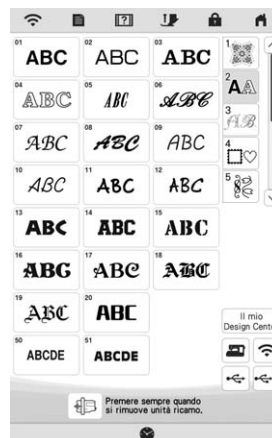 01 ABC 02 ABC 03 ABC 1
04 ABC 05 ABC 06 ABC 2 AA
07 ABC 08 ABC 09 ABC 3 AB
10 ABC 11 ABC 12 ABC 4
13 ABC 14 ABC 15 ABC 5
16 ABC 17 ABC 18 ABC
19 ABC 20 ABC
Il mio
Design Cente
50 ABCDE 51 ABCDE
Premere sempre quando
si rimuove unità ricamo.